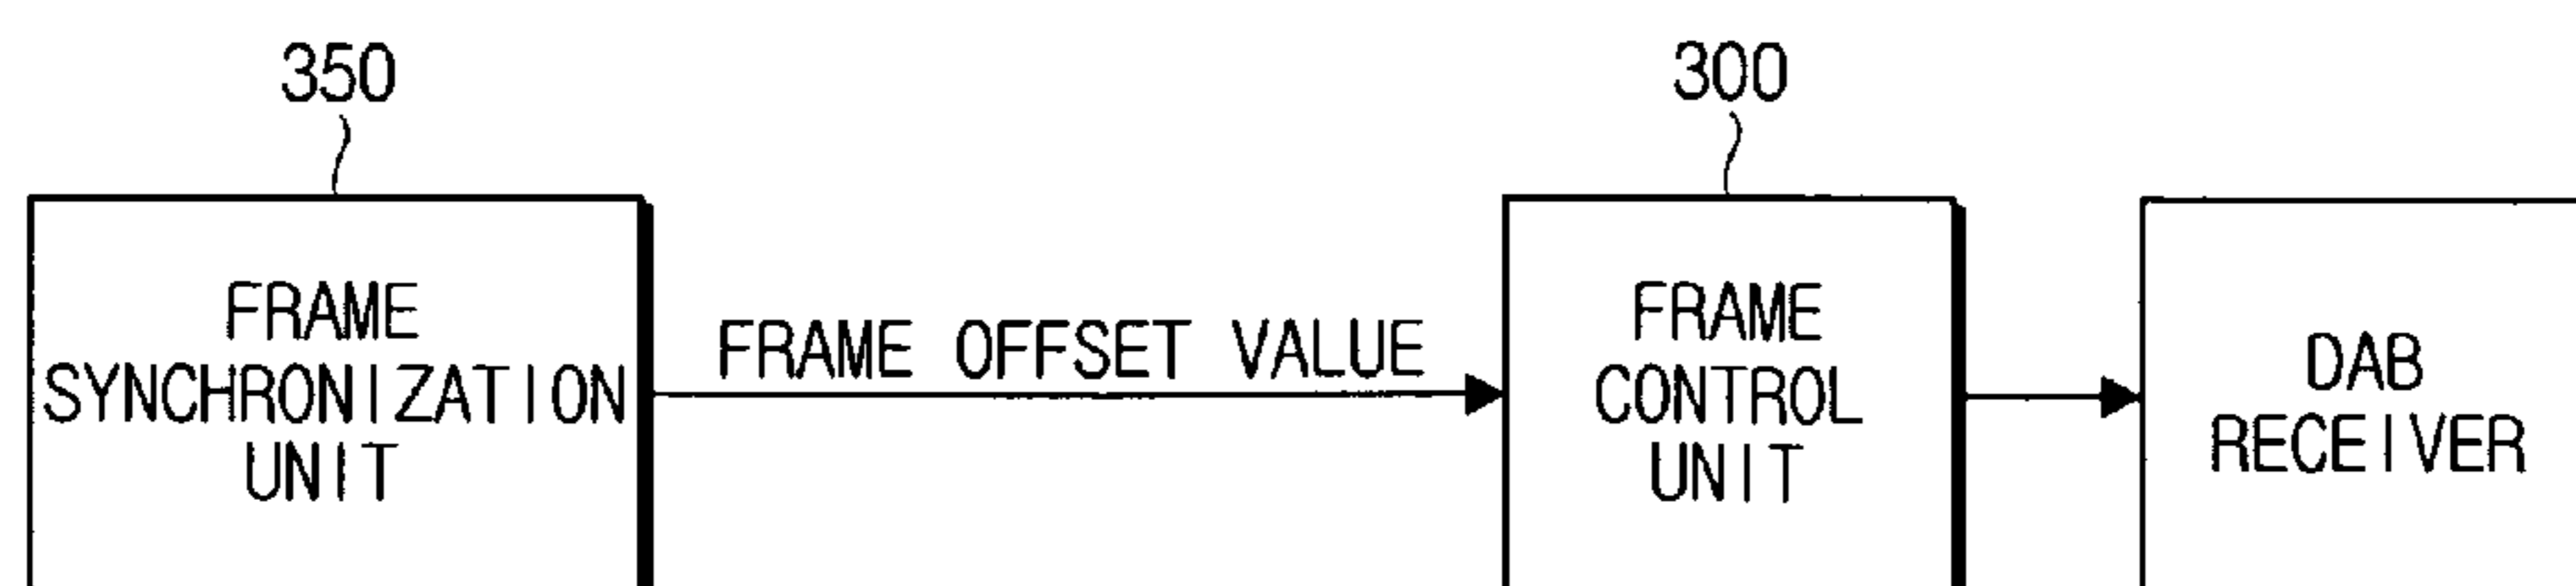 350
300
FRAME
SYNCHRONIZATION
UNIT
FRAME OFFSET VALUE
FRAME
CONTROL
UNIT
DAB
RECEIVER